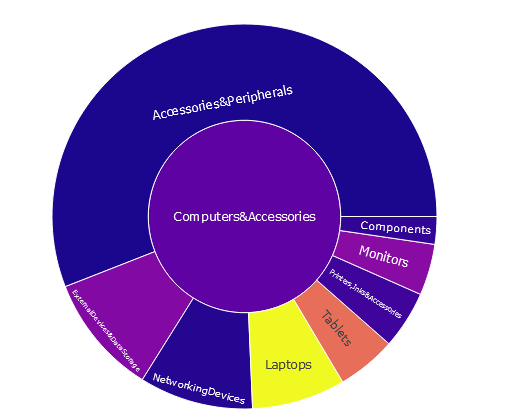 Accessories&Peripherals
Computers&Accessories
Components
Monitors
Printers,Inks&Accessories
Tablets
Laptops
NetworkingDevices
ExternalDevices&DataStorage